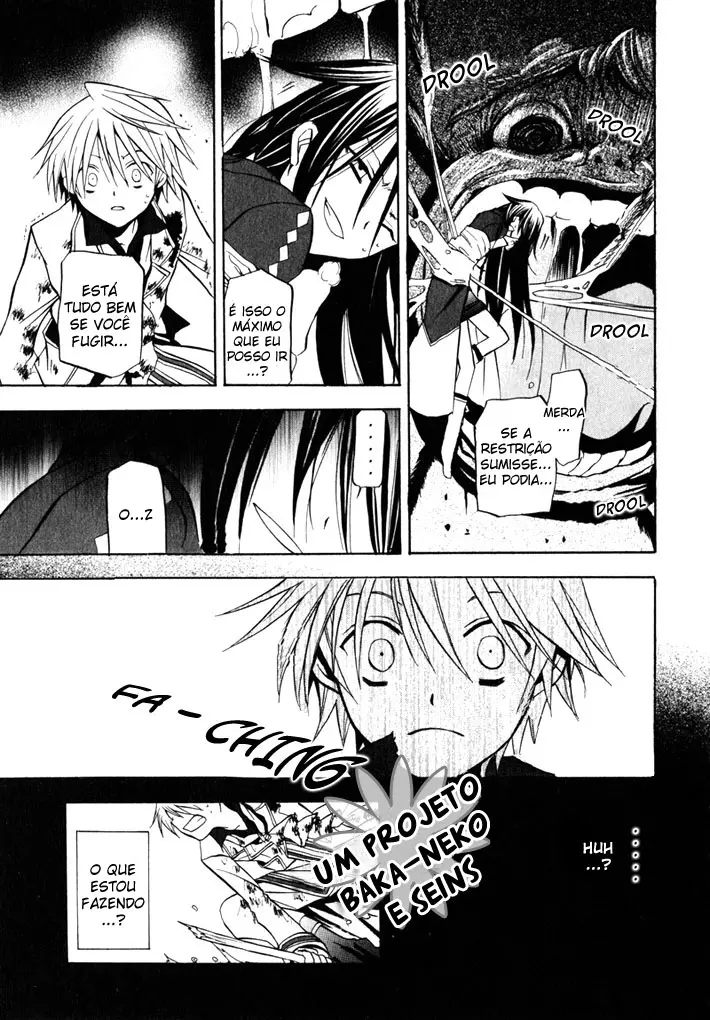 DROOL
DROOL
DROOL
MERDA
...
SE A
RESTRIÇÃO
SUMISSE...
EU PODIA...
DROOL
É ISSO O
MÁXIMO
QUE EU
POSSO IR
...?
ESTÁ
TUDO BEM
SE VOCÊ
FUGIR...
....
O...Z
FA - CHING
.....
HUH
...?
UM PROJETO
BAKA-NEKO
E SEINS
O QUE
ESTOU
FAZENDO
...?